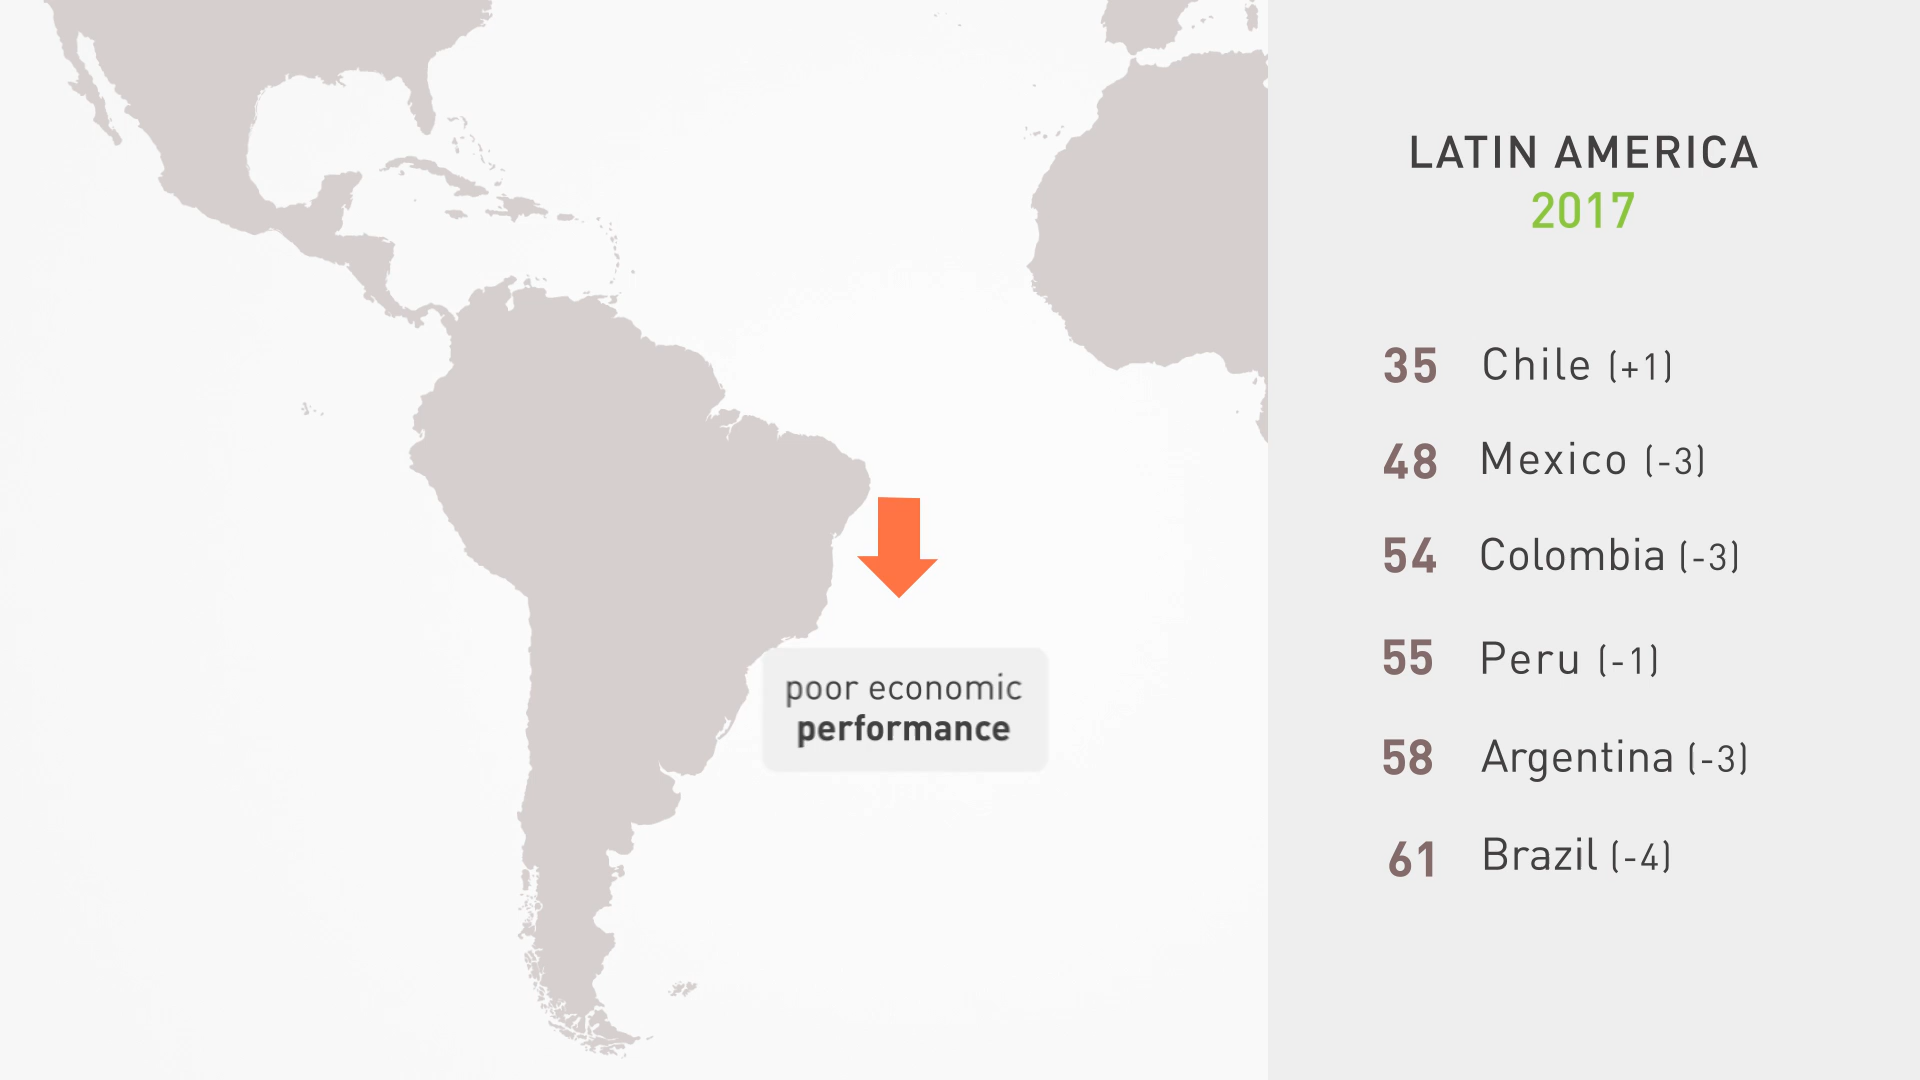 LATIN AMERICA
2017
35 Chile (+1)
48 Mexico (-3)
54 Colombia (-3)
55 Peru (-1)
58 Argentina (-3)
61 Brazil (-4)
poor economic
performance